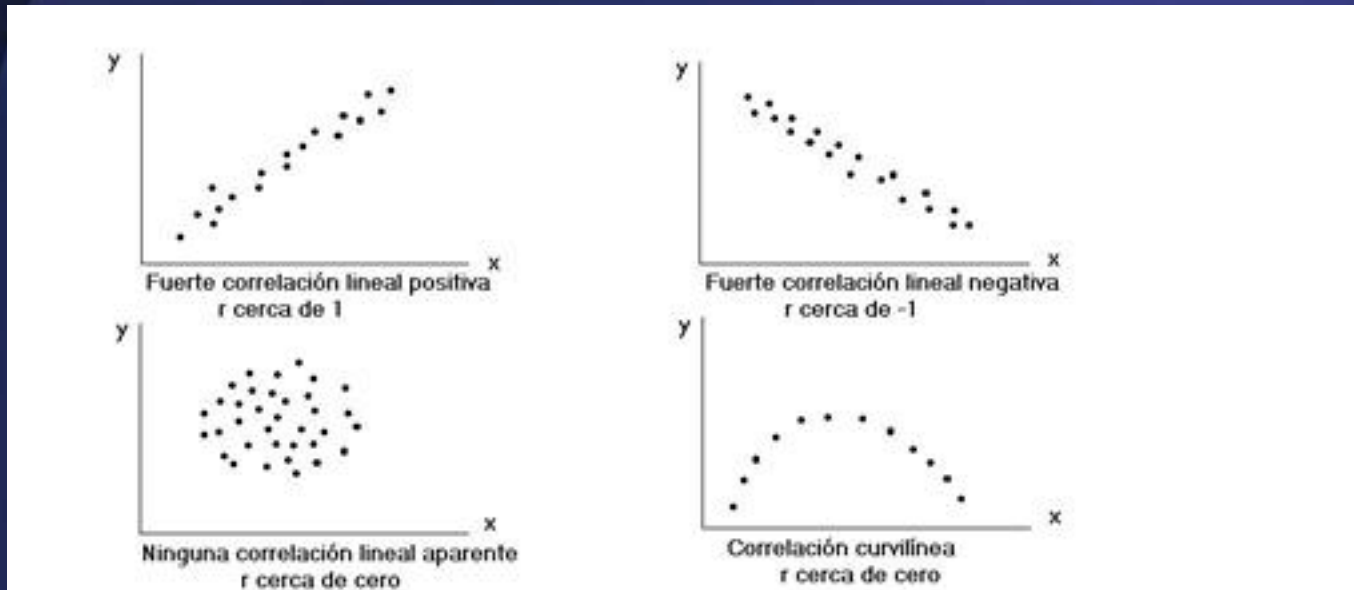 y
x
Fuerte correlación lineal positiva
r cerca de 1
y
x
Fuerte correlación lineal negativa
r cerca de -1
y
x
Ninguna correlación lineal aparente
r cerca de cero
y
x
Correlación curvilínea
r cerca de cero